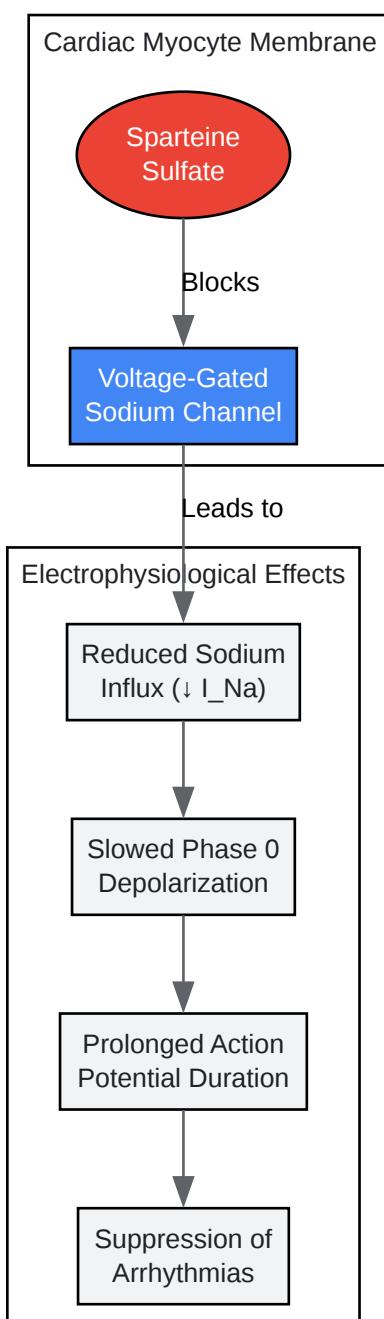 Cardiac Myocyte Membrane
Sparteine
Sulfate
Blocks
Voltage-Gated
Sodium Channel
Leads to
Electrophysiological Effects
Reduced Sodium
Influx (↓ I_Na)
Slowed Phase 0
Depolarization
Prolonged Action
Potential Duration
Suppression of
Arrhythmias